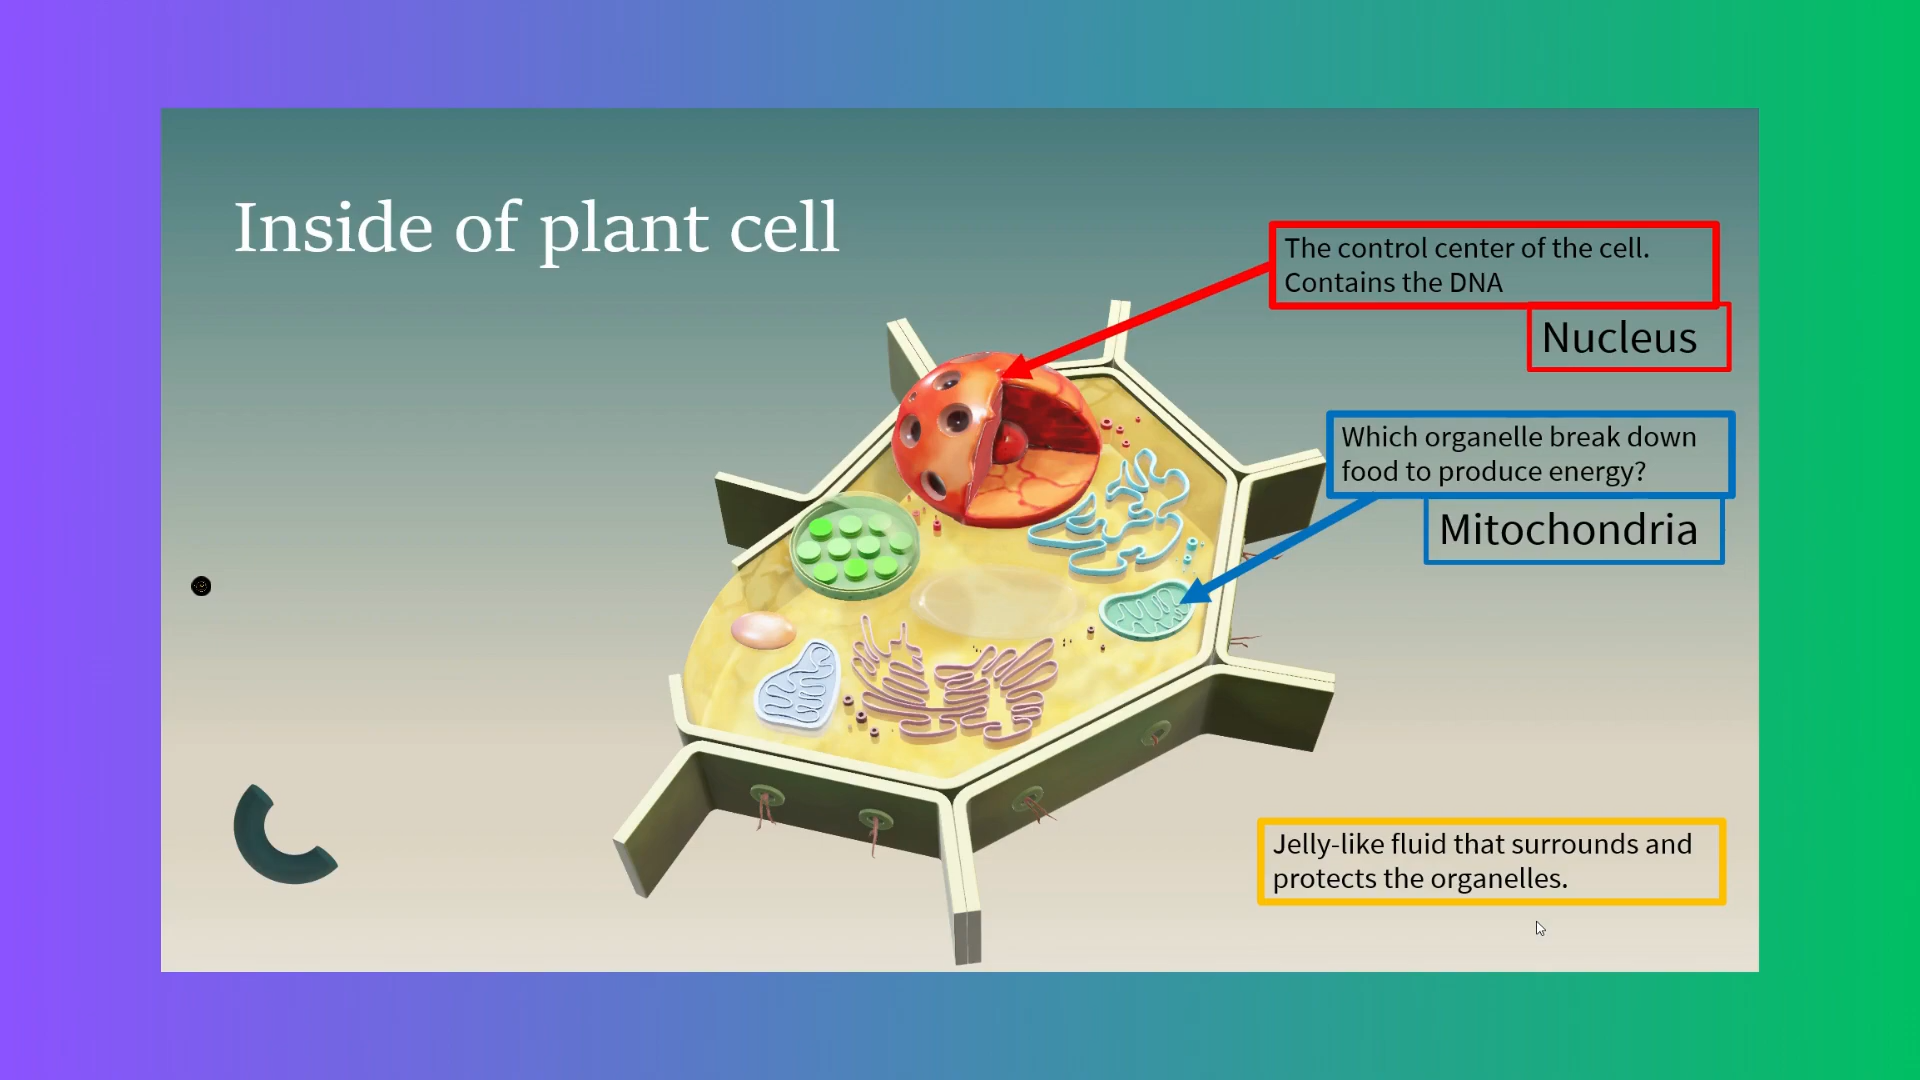 Inside of plant cell
The control center of the cell.
Contains the DNA
Nucleus
Which organelle break down
food to produce energy?
Mitochondria
Jelly-like fluid that surrounds and
protects the organelles.